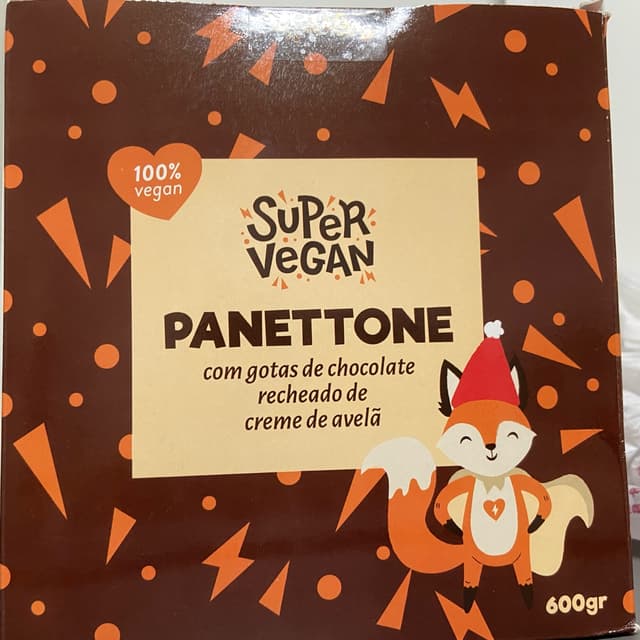 100%
vegan
SUPER
VEGAN
PANETTONE
com gotas de chocolate
recheado de
creme de avelã
600gr